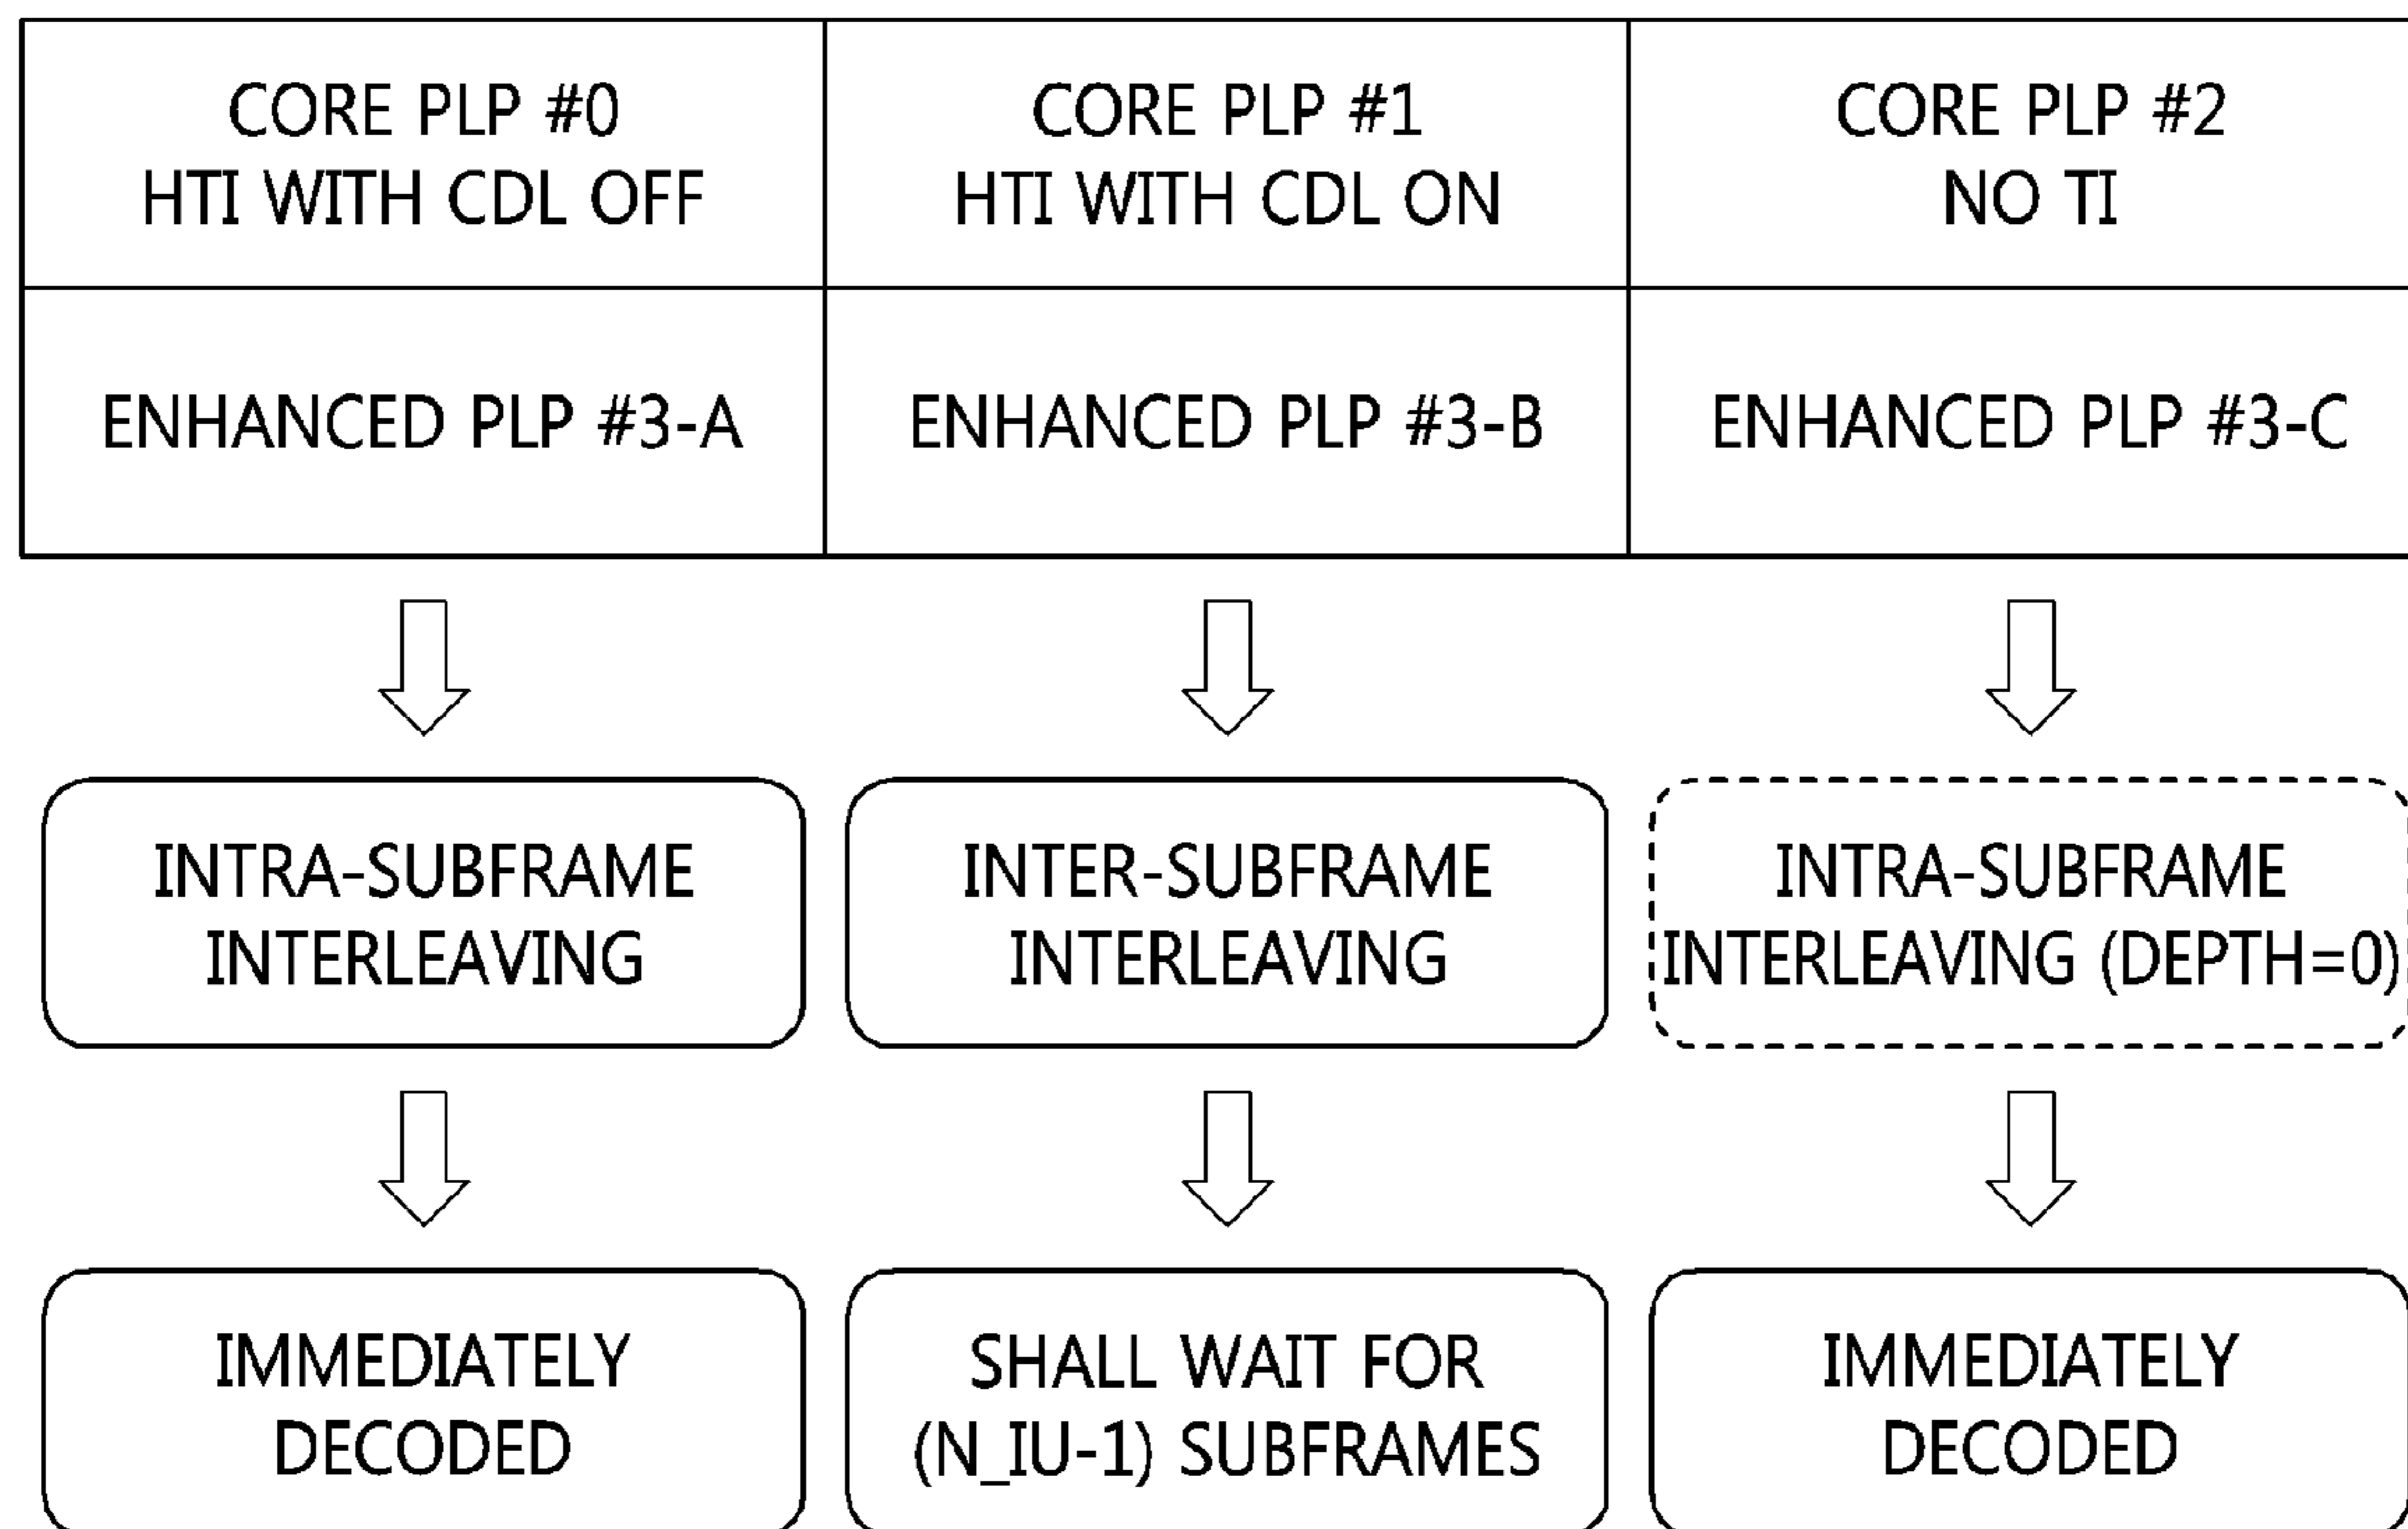 CORE PLP #0
HTI WITH CDL OFF
CORE PLP #1
HTI WITH CDL ON
CORE PLP #2
NO TI
ENHANCED PLP #3-A
ENHANCED PLP #3-B
ENHANCED PLP #3-C
INTRA-SUBFRAME
INTERLEAVING
INTER-SUBFRAME
INTERLEAVING
INTRA-SUBFRAME
INTERLEAVING (DEPTH=0)
IMMEDIATELY
DECODED
SHALL WAIT FOR
(N_IU-1) SUBFRAMES
IMMEDIATELY
DECODED